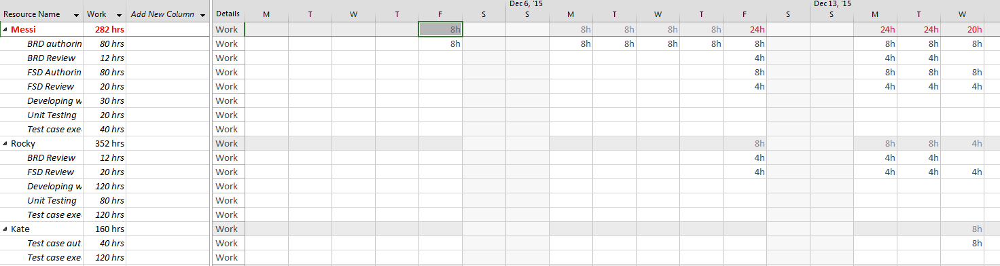 Dec 6, '15 Dec 13, '15
Resource Name Work Add New Column Details M T W T F S S M T W T F S S M T W
Messi 282 hrs Work 8h 8h 8h 8h 8h 24h 24h 24h 20h
BRD authorin 80 hrs Work 8h 8h 8h 8h 8h 8h 8h 8h 8h
BRD Review 12 hrs Work 4h 4h 4h
FSD Authorin 80 hrs Work 8h 8h 8h 8h
FSD Review 20 hrs Work 4h 4h 4h 4h
Developing w 30 hrs Work
Unit Testing 20 hrs Work
Test case exe 40 hrs Work
Rocky 352 hrs Work 8h 8h 8h 4h
BRD Review 12 hrs Work 4h 4h 4h
FSD Review 20 hrs Work 4h 4h 4h 4h
Developing w 120 hrs Work
Unit Testing 80 hrs Work
Test case exe 120 hrs Work
Kate 160 hrs Work 8h
Test case aut 40 hrs Work 8h
Test case exe 120 hrs Work